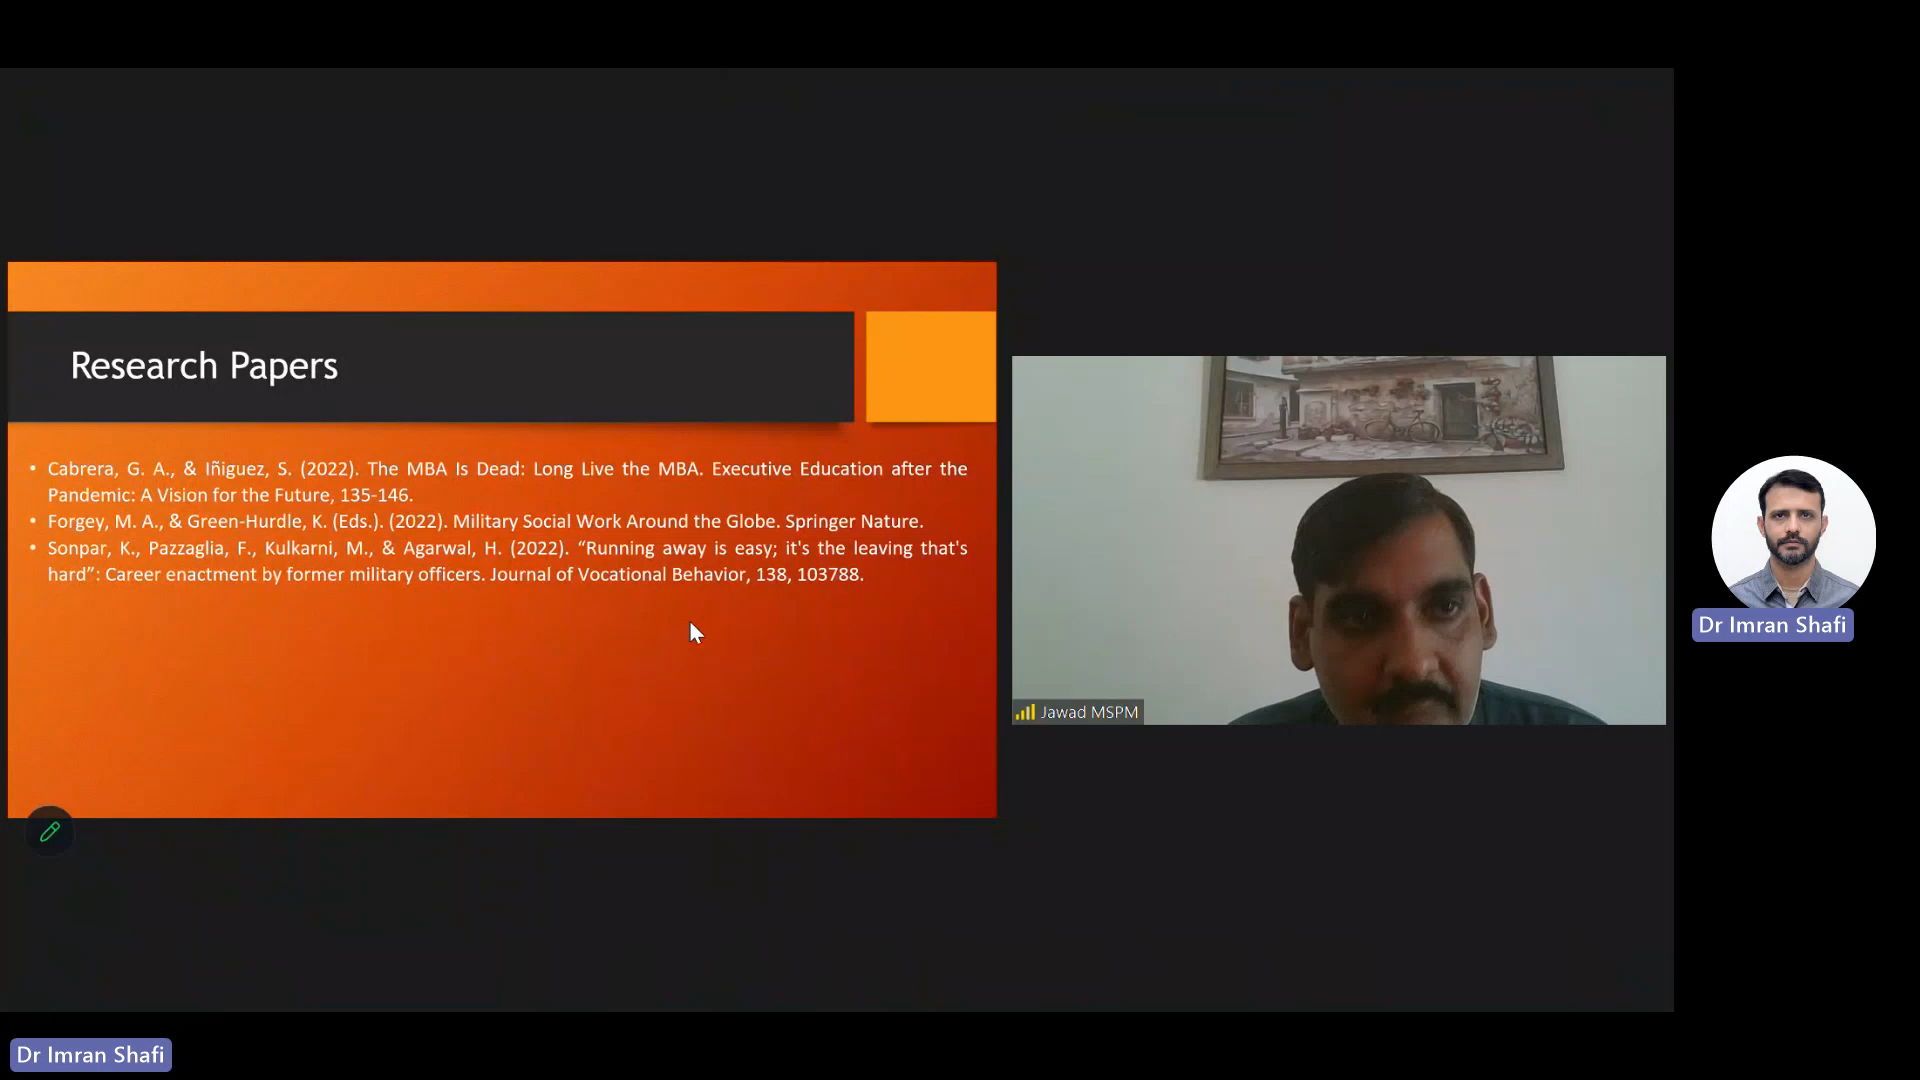 Research Papers
• Cabrera, G. A., & Iñiguez, S. (2022). The MBA Is Dead: Long Live the MBA. Executive Education after the
Pandemic: A Vision for the Future, 135-146.
• Forgey, M. A., & Green-Hurdle, K. (Eds.). (2022). Military Social Work Around the Globe. Springer Nature.
• Sonpar, K., Pazzaglia, F., Kulkarni, M., & Agarwal, H. (2022). “Running away is easy; it's the leaving that's
hard”: Career enactment by former military officers. Journal of Vocational Behavior, 138, 103788.
Jawad MSPM
Dr Imran Shafi
Dr Imran Shafi